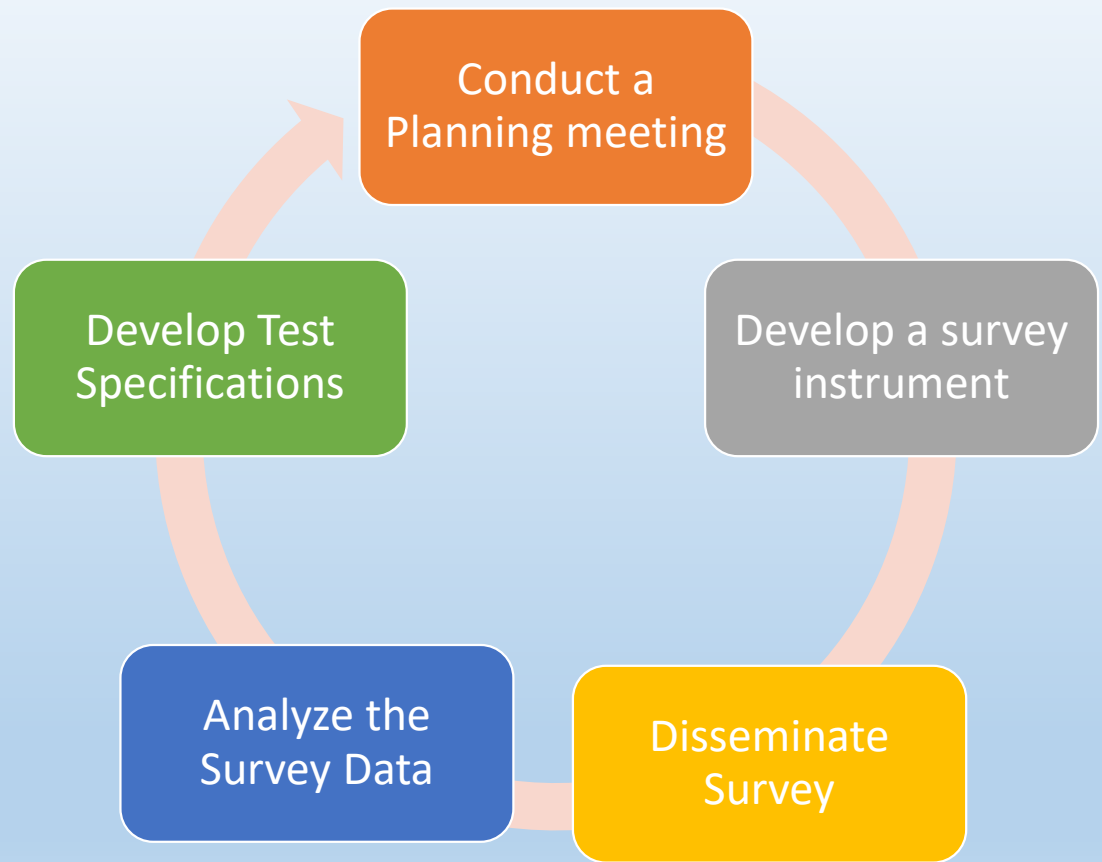 Conduct a
Planning meeting
Develop a survey
instrument
Disseminate
Survey
Analyze the
Survey Data
Develop Test
Specifications